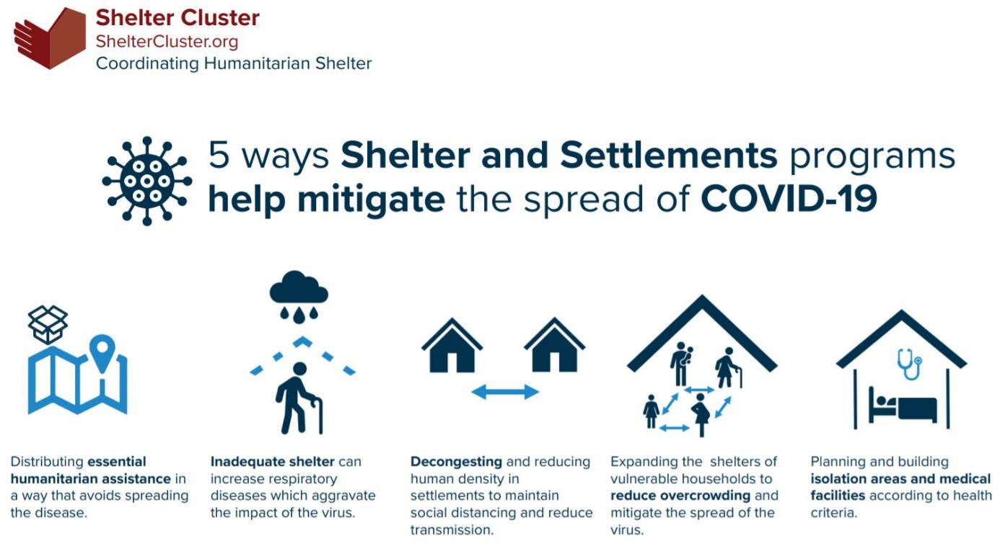 Shelter Cluster
ShelterCluster.org
Coordinating Humanitarian Shelter
5 ways Shelter and Settlements programs
help mitigate the spread of COVID-19
Distributing essential
humanitarian assistance in
a way that avoids spreading
the disease.
Inadequate shelter can
increase respiratory
diseases which aggravate
the impact of the virus.
Decongesting and reducing
human density in
settlements to maintain
social distancing and reduce
transmission.
Expanding the shelters of
vulnerable households to
reduce overcrowding and
mitigate the spread of the
virus.
Planning and building
isolation areas and medical
facilities according to health
criteria.